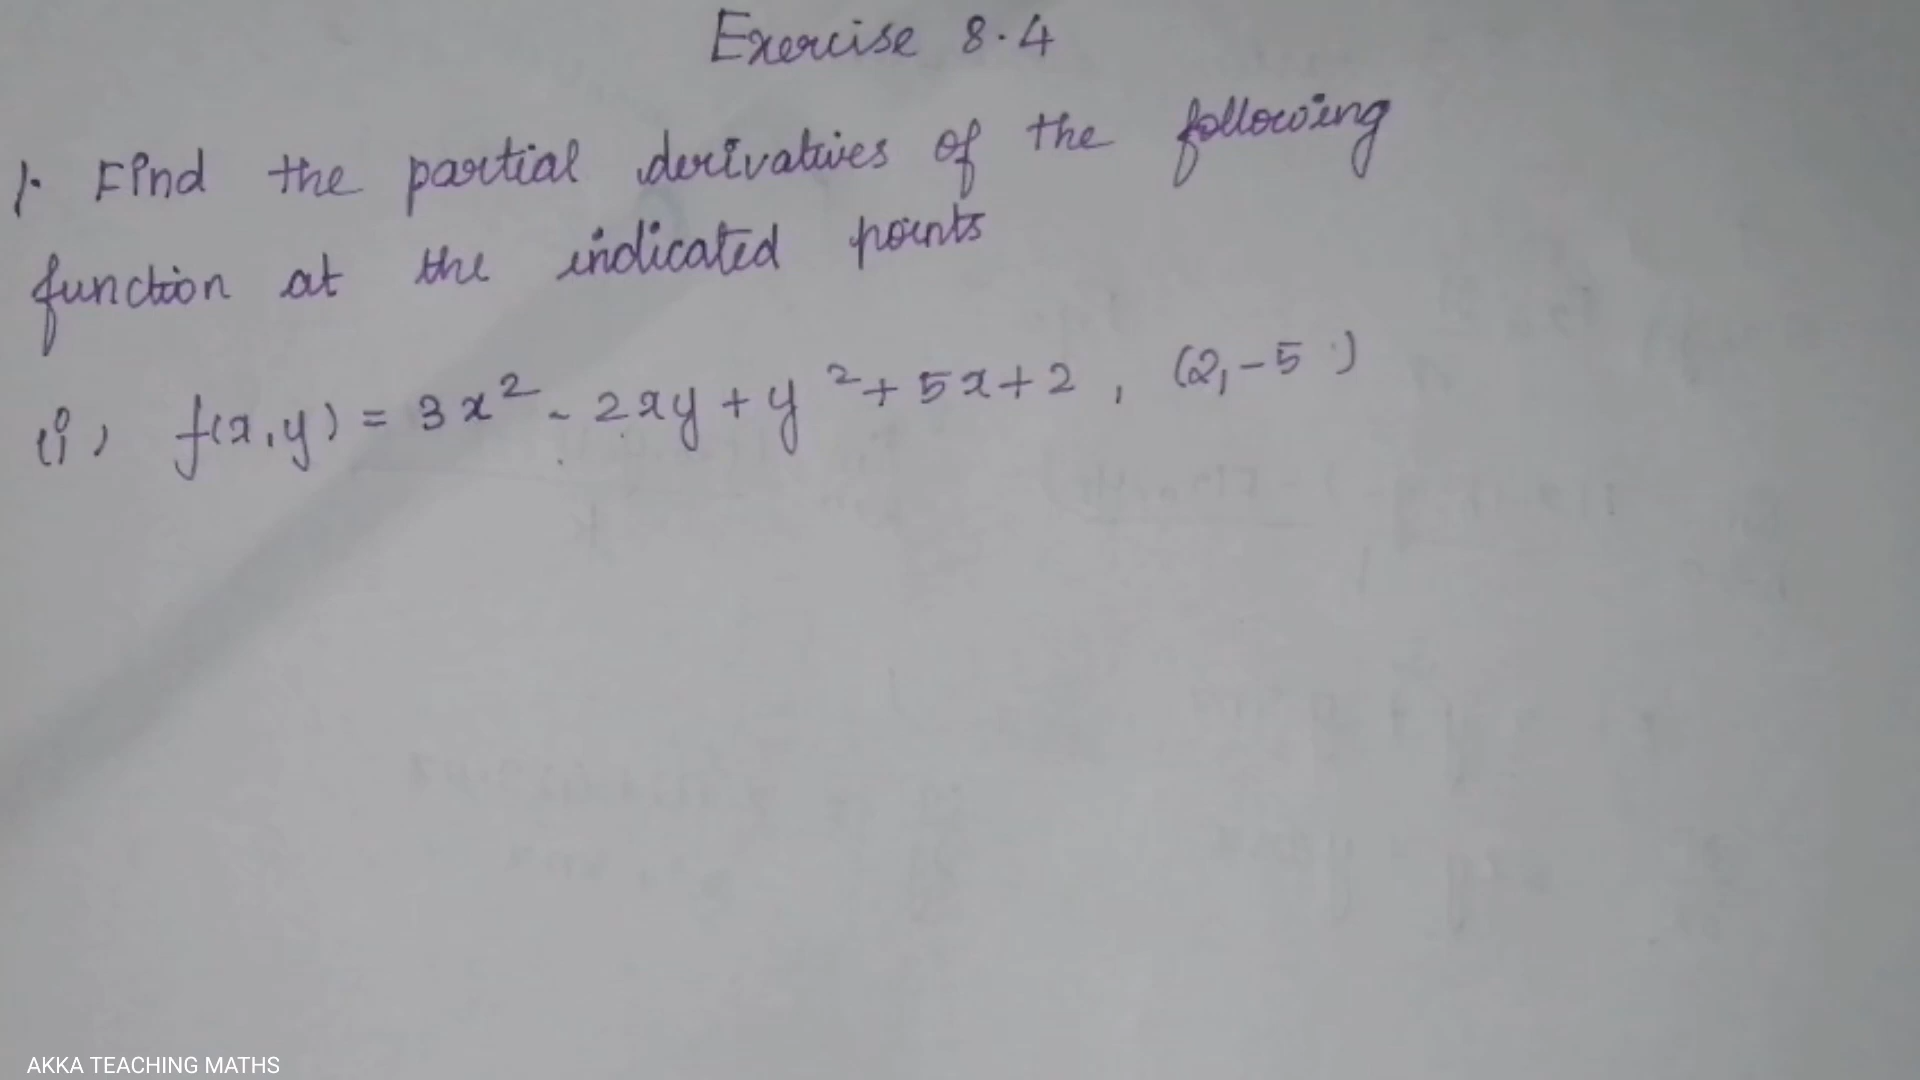 Exercise 8.4
1. Find the partial derivatives of the following
function at the indicated points
(i) f(x,y) = 3x² - 2xy + y² + 5x + 2, (2, -5)
AKKA TEACHING MATHS